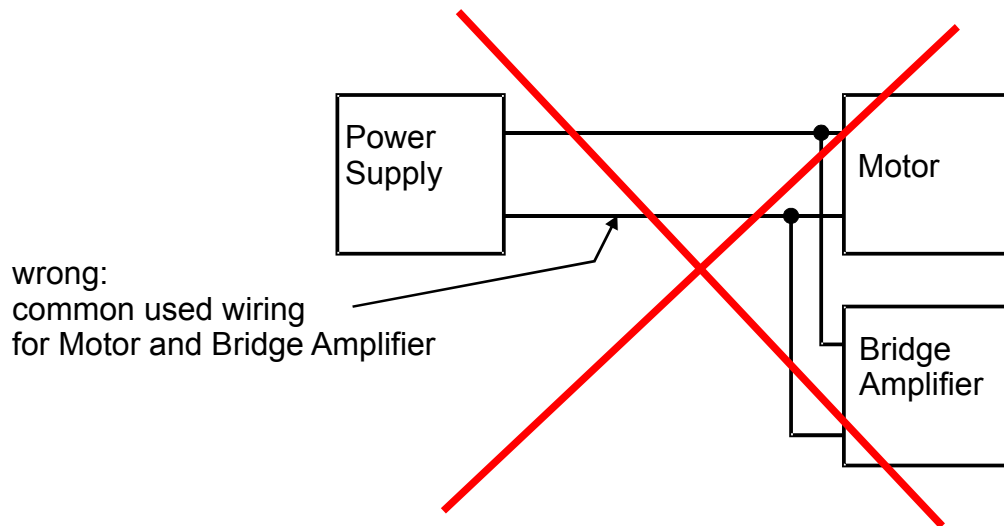 Power
Supply
Motor
wrong:
common used wiring
for Motor and Bridge Amplifier
Bridge
Amplifier